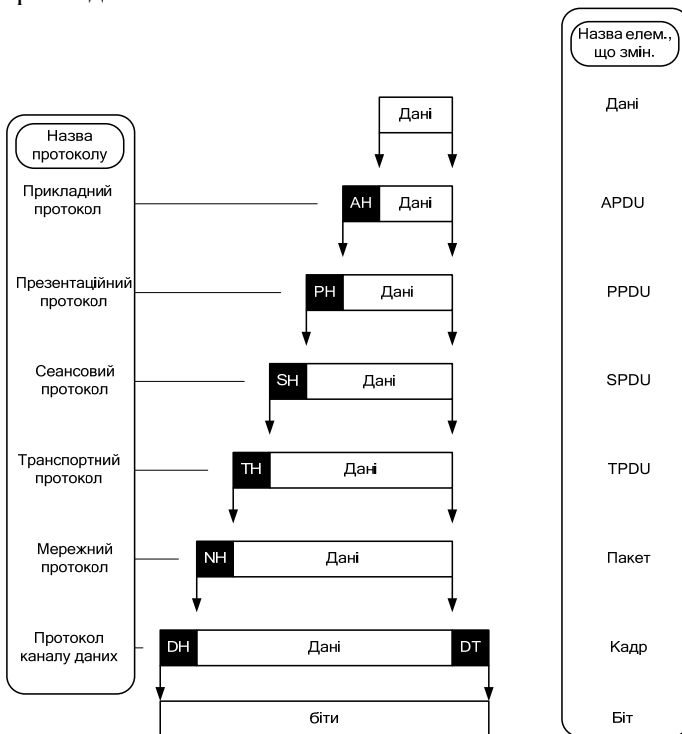 Назва елем.,
що змін.
Дані
Дані
Назва
протоколу
Прикладний
протокол
AH
Дані
APDU
Презентаційний
протокол
PH
Дані
PPDU
Сеансовий
протокол
SH
Дані
SPDU
Транспортний
протокол
TH
Дані
TPDU
Мережний
протокол
NH
Дані
Пакет
Протокол
каналу даних
DH
Дані
DT
Кадр
біти
Біт